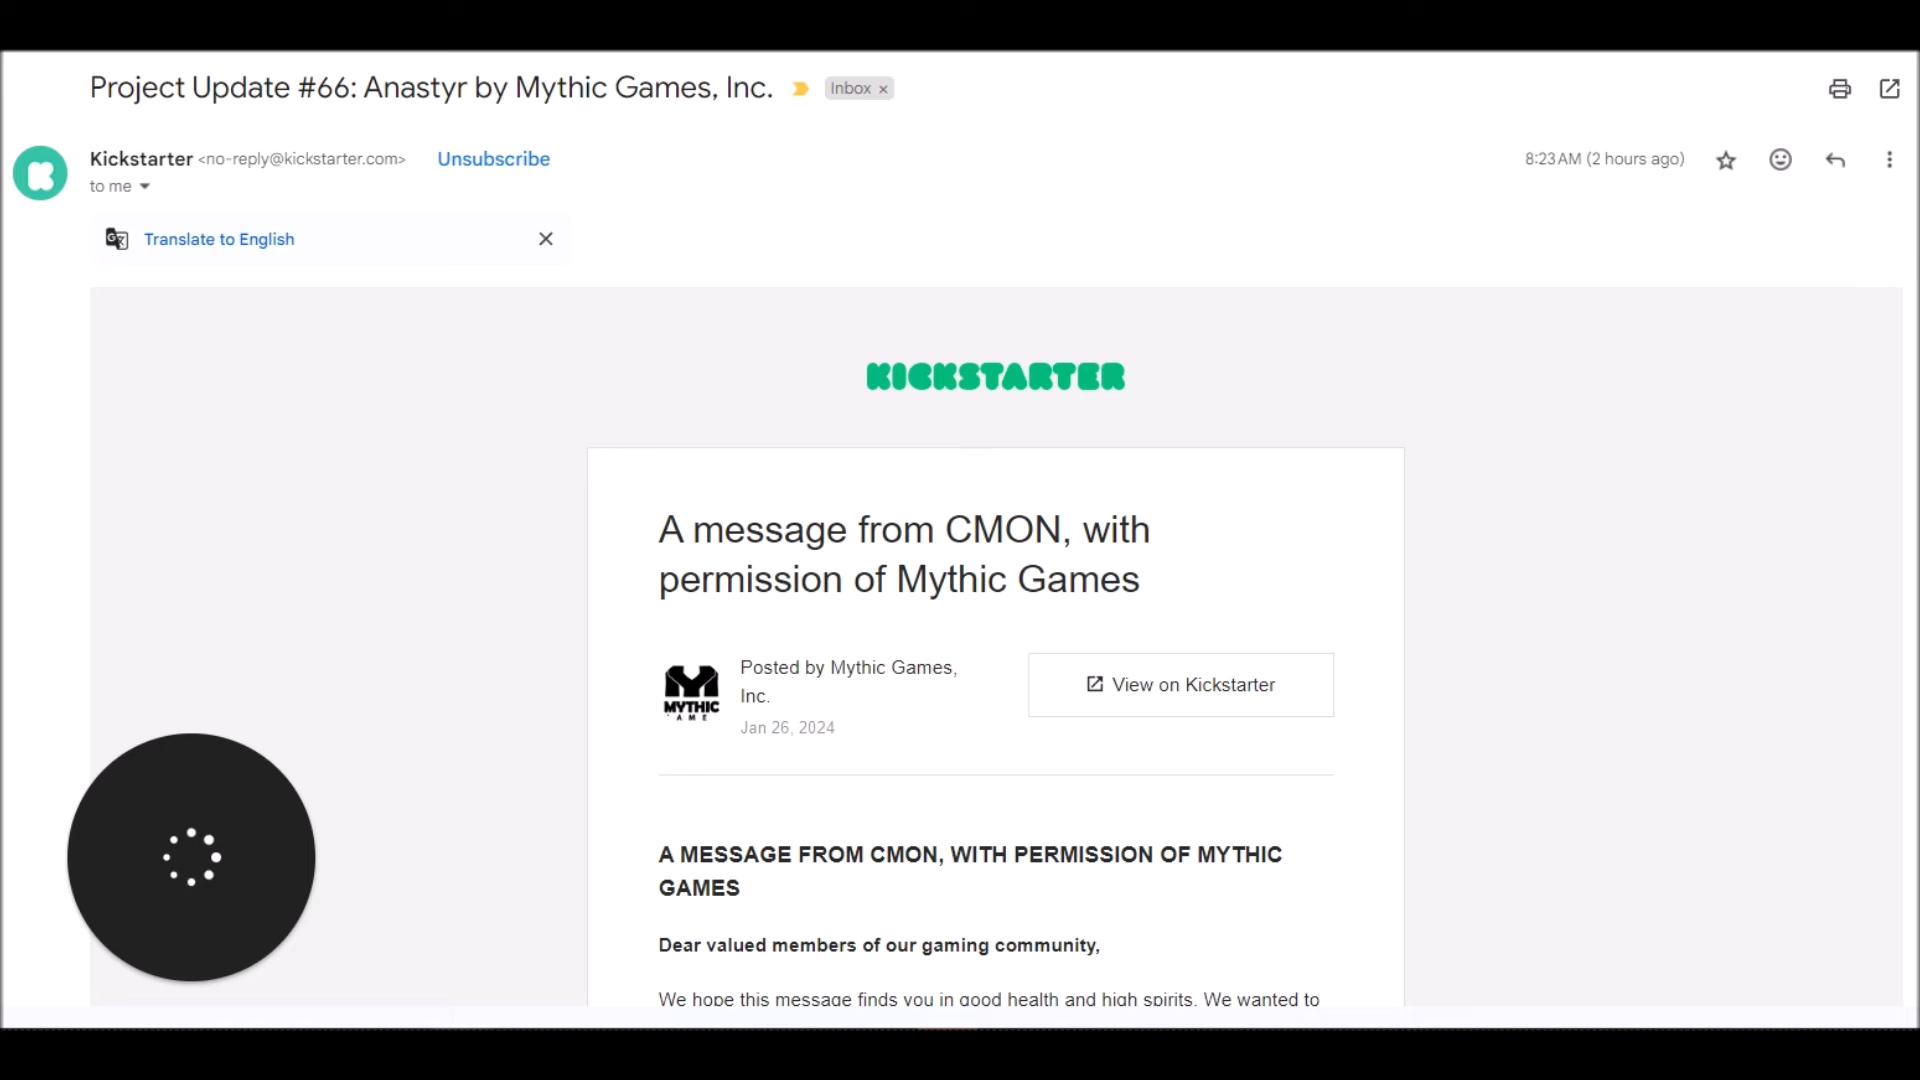 Project Update #66: Anastyr by Mythic Games, Inc.
Inbox ×
Kickstarter <no-reply@kickstarter.com>
Unsubscribe
8:23 AM (2 hours ago)
to me
Translate to English
KICKSTARTER
A message from CMON, with
permission of Mythic Games
MYTHIC
Posted by Mythic Games,
Inc.
Jan 26, 2024
View on Kickstarter
A MESSAGE FROM CMON, WITH PERMISSION OF MYTHIC
GAMES
Dear valued members of our gaming community,
We hope this message finds you in good health and high spirits. We wanted to